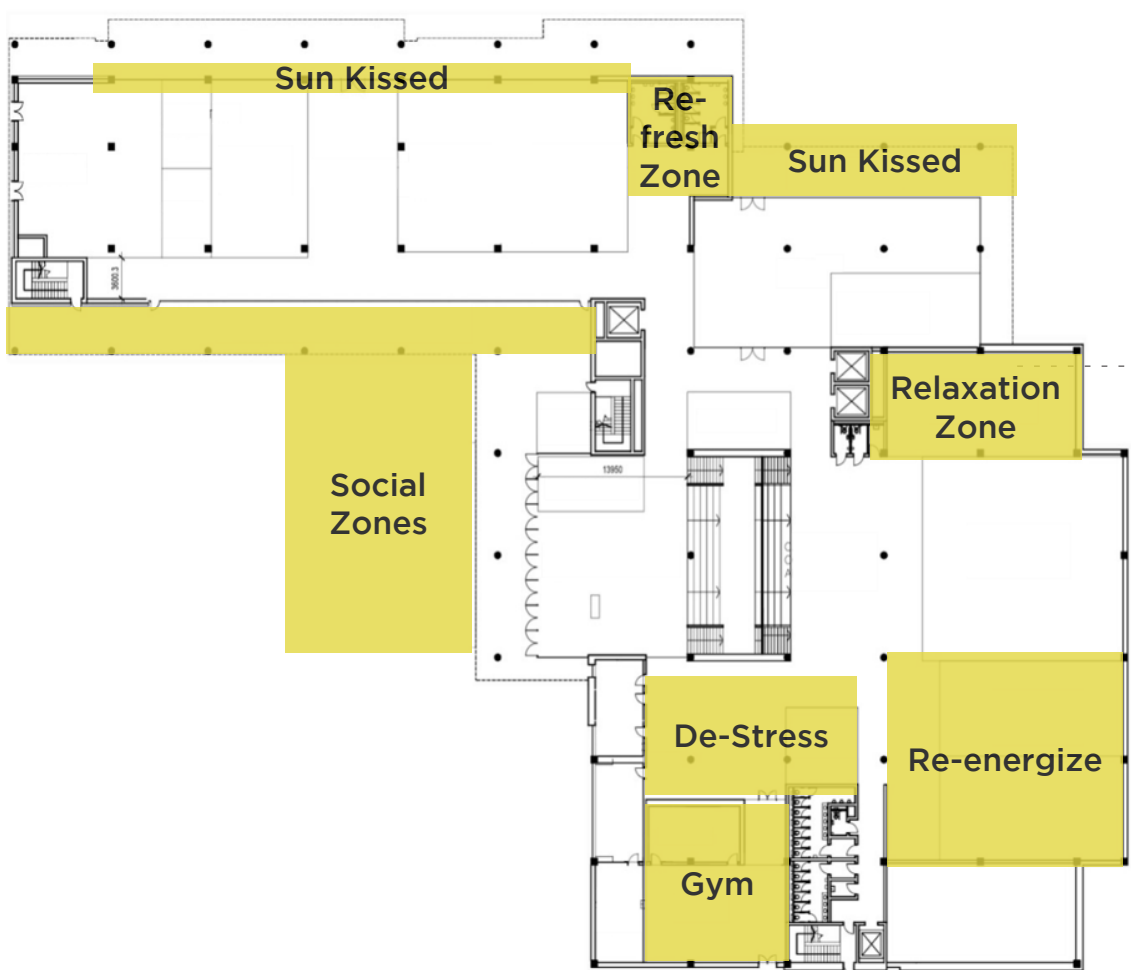 Sun Kissed
Re-
fresh
Zone
Sun Kissed
3600.3
Relaxation
Zone
13950
Social
Zones
De-Stress
Re-energize
Gym